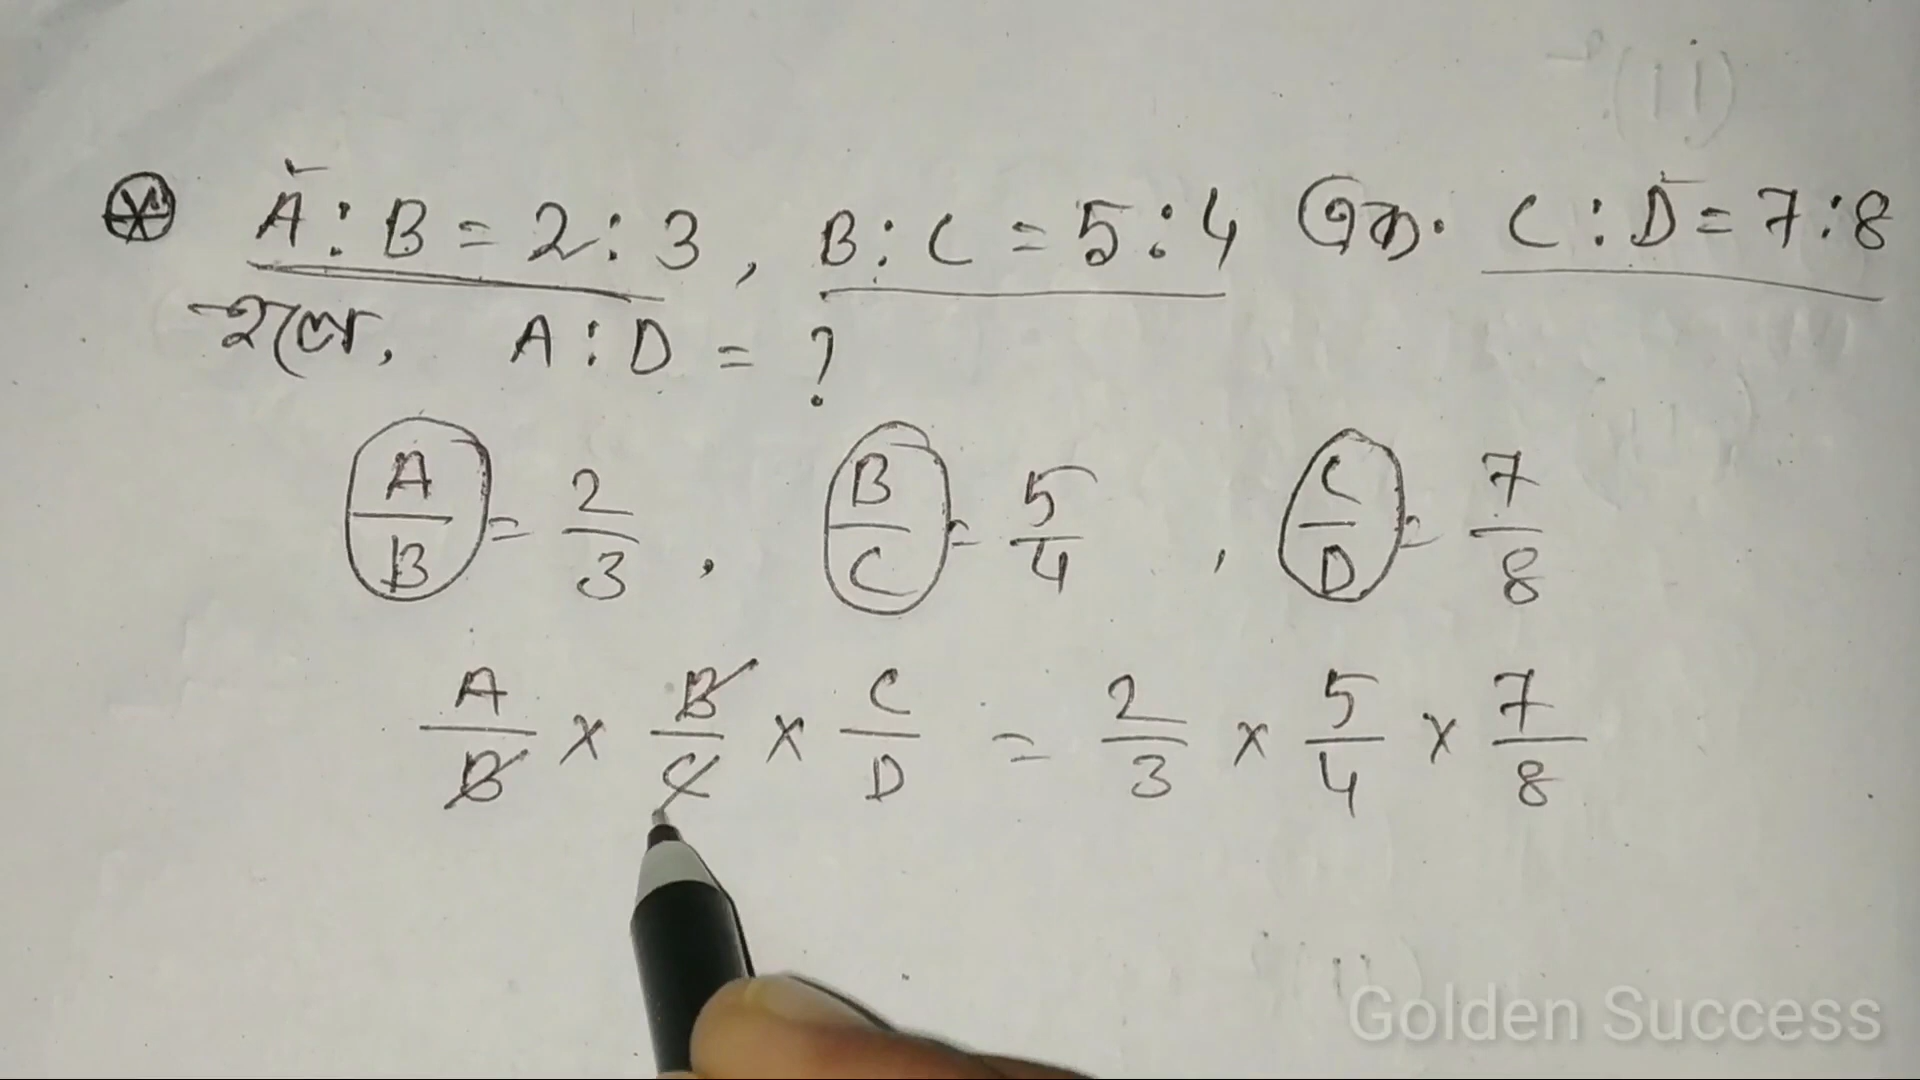 A : B = 2 : 3, B : C = 5 : 4 এবং C : D = 7 : 8
হলে, A : D = ?
A/B = 2/3, B/C = 5/4, C/D = 7/8
A/B × B/C × C/D = 2/3 × 5/4 × 7/8
Golden Success